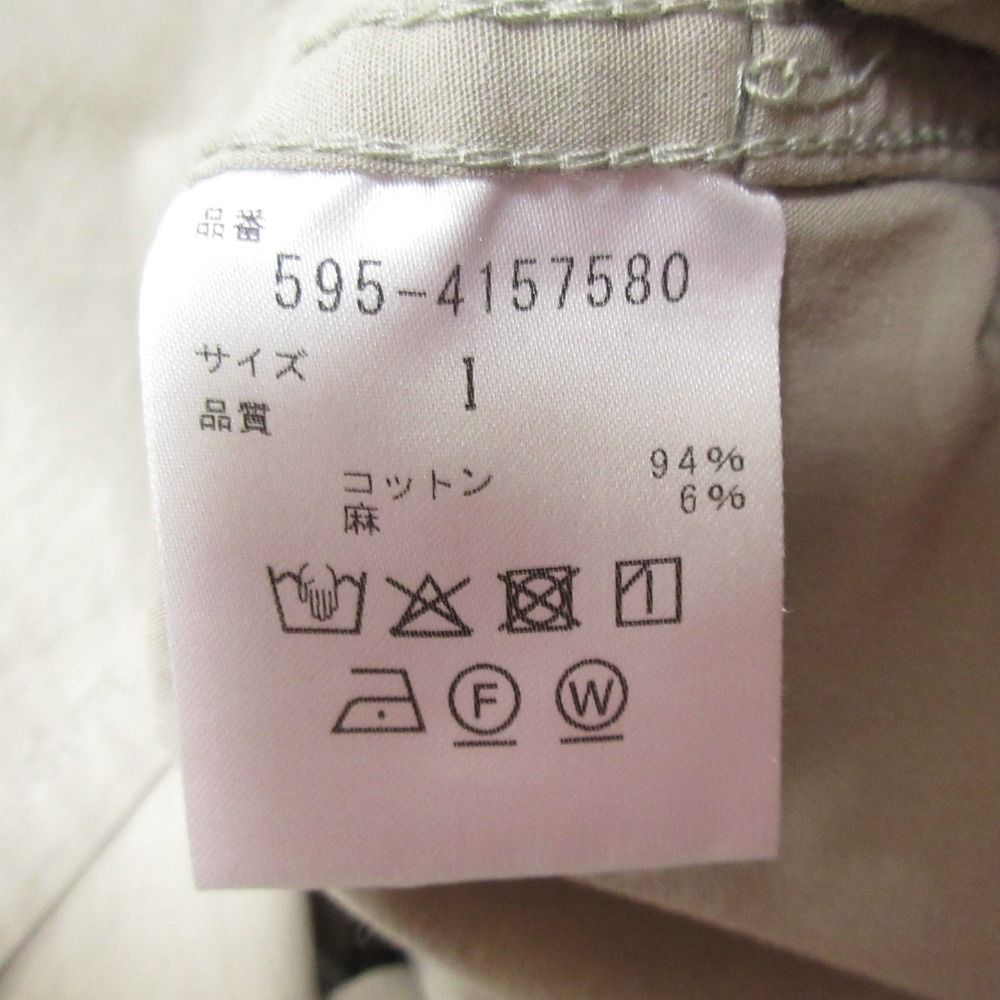 品番
595-4157580
サイズ I
品質
コットン 94%
麻 6%
F W